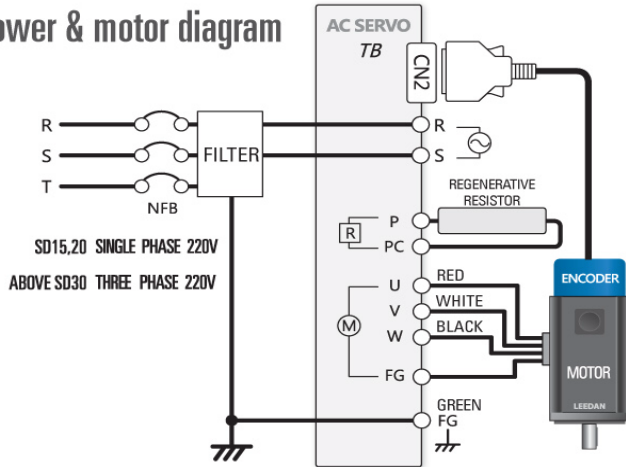 ower & motor diagram
AC SERVO
TB
CN2
R
S
T
NFB
FILTER
R
S
SD15,20 SINGLE PHASE 220V
ABOVE SD30 THREE PHASE 220V
REGENERATIVE
RESISTOR
R
P
PC
M
U
V
W
FG
RED
WHITE
BLACK
GREEN
FG
ENCODER
MOTOR
LEEDAN